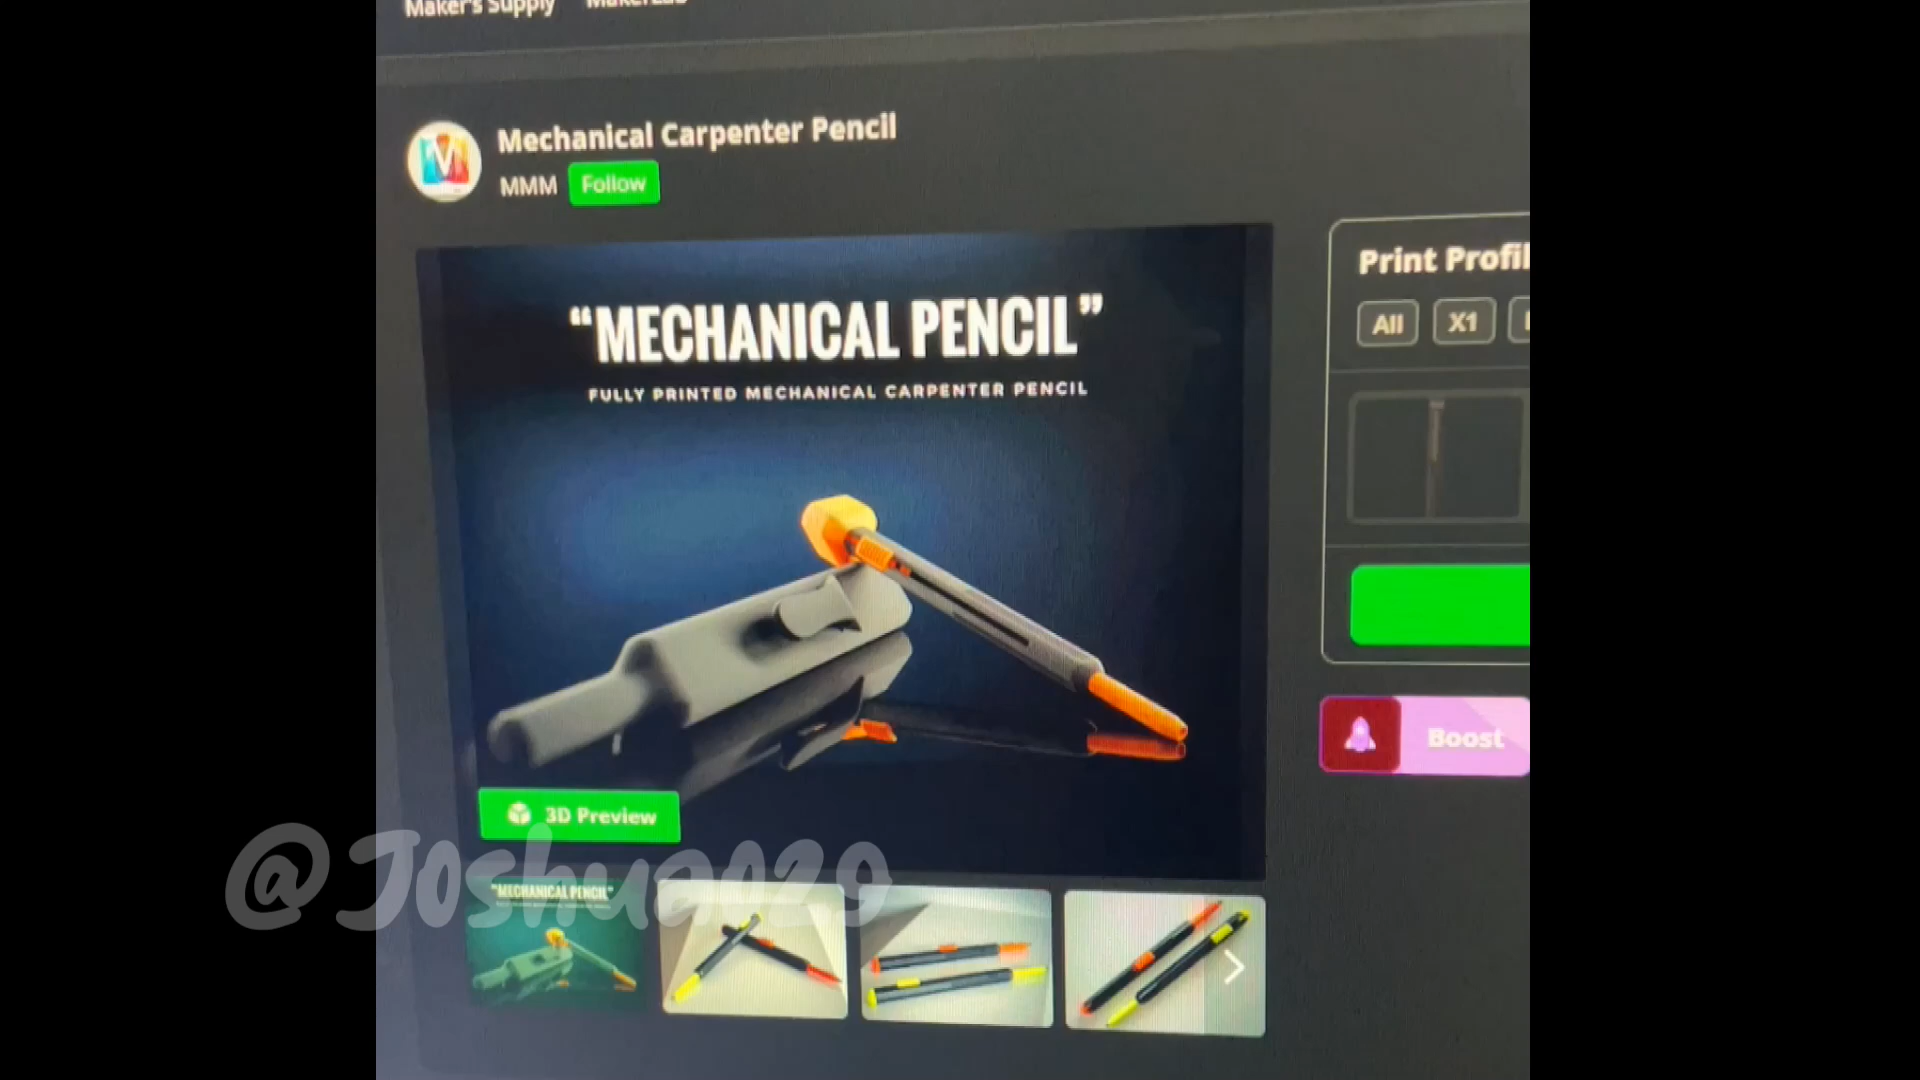 Maker's Supply
Mechanical Carpenter Pencil
MMM
Follow
"MECHANICAL PENCIL"
FULLY PRINTED MECHANICAL CARPENTER PENCIL
3D Preview
Print
All
X1
Boost
@J0shua029
"MECHANICAL PENCIL"